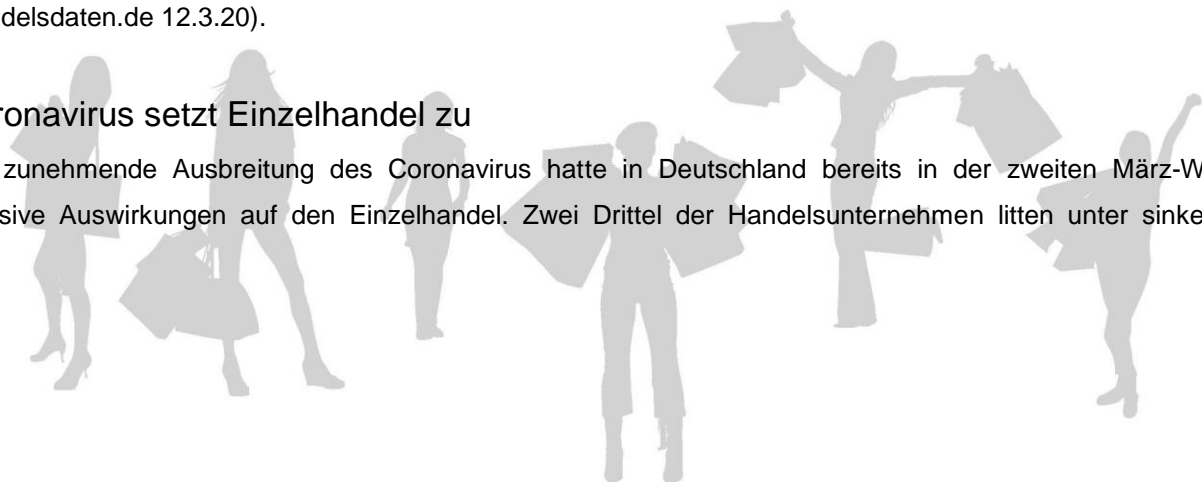 delsdaten.de 12.3.20).
ronavirus setzt Einzelhandel zu
zunehmende Ausbreitung des Coronavirus hatte in Deutschland bereits in der zweiten März-W
sive Auswirkungen auf den Einzelhandel. Zwei Drittel der Handelsunternehmen litten unter sinke